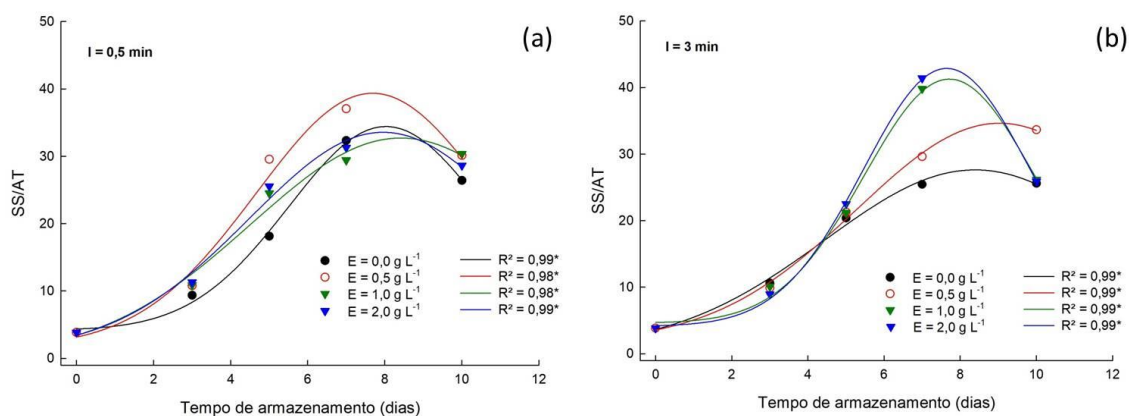 (a)
I = 0,5 min
SS/AT
50
40
30
20
10
0
E = 0,0 g L⁻¹ R² = 0,99*
E = 0,5 g L⁻¹ R² = 0,98*
E = 1,0 g L⁻¹ R² = 0,98*
E = 2,0 g L⁻¹ R² = 0,99*
0 2 4 6 8 10 12
Tempo de armazenamento (dias)
(b)
I = 3 min
SS/AT
50
40
30
20
10
0
E = 0,0 g L⁻¹ R² = 0,99*
E = 0,5 g L⁻¹ R² = 0,99*
E = 1,0 g L⁻¹ R² = 0,99*
E = 2,0 g L⁻¹ R² = 0,99*
0 2 4 6 8 10 12
Tempo de armazenamento (dias)